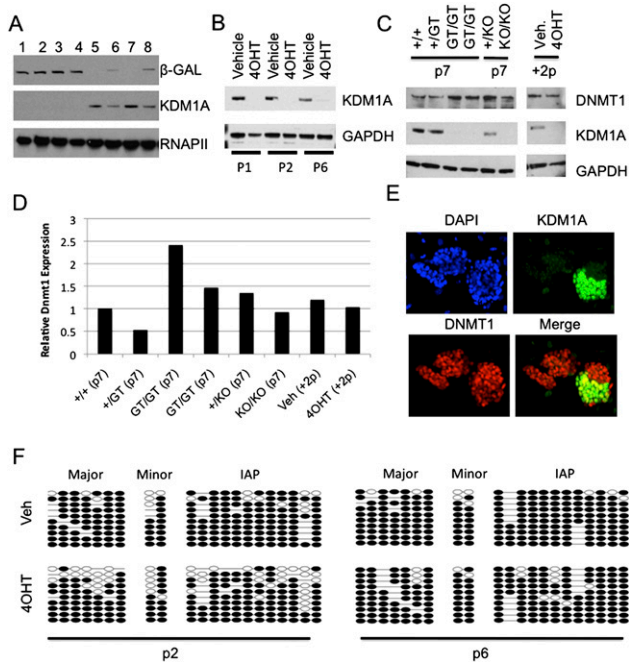 A
1 2 3 4 5 6 7 8
β-GAL
KDM1A
RNAPII
B
Vehicle 4OHT Vehicle 4OHT Vehicle 4OHT
KDM1A
GAPDH
P1 P2 P6
C
+/+ +/GT GT/GT GT/GT +/KO KO/KO Veh. 4OHT
p7 p7 +2p
DNMT1
KDM1A
GAPDH
D
Relative Dnmt1 Expression
3
2.5
2
1.5
1
0.5
0
+/+ (p7) +/GT (p7) GT/GT (p7) GT/GT (p7) +/KO (p7) KO/KO (p7) Veh (+2p) 4OHT (+2p)
E
DAPI KDM1A
DNMT1 Merge
F
Major Minor IAP Major Minor IAP
Veh
4OHT
p2 p6